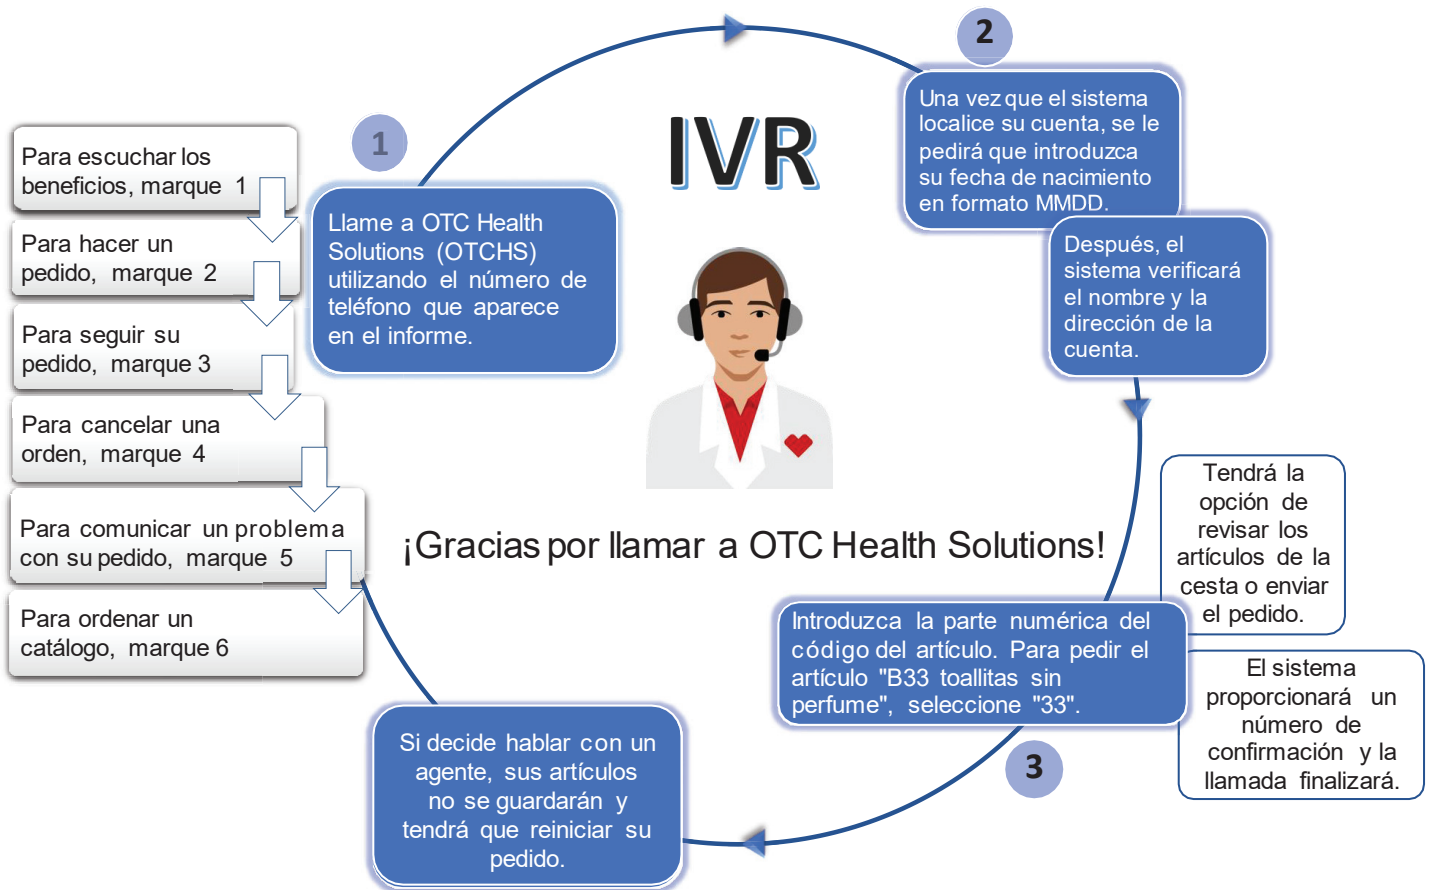 IVR
1
Llame a OTC Health
Solutions (OTCHS)
utilizando el número de
teléfono que aparece
en el informe.
Para escuchar los
beneficios, marque 1
Para hacer un
pedido, marque 2
Para seguir su
pedido, marque 3
Para cancelar una
orden, marque 4
Para comunicar un problema
con su pedido, marque 5
Para ordenar un
catálogo, marque 6
2
Una vez que el sistema
localice su cuenta, se le
pedirá que introduzca
su fecha de nacimiento
en formato MMDD.
Después, el
sistema verificará
el nombre y la
dirección de la
cuenta.
¡Gracias por llamar a OTC Health Solutions!
3
Introduzca la parte numérica del
código del artículo. Para pedir el
artículo "B33 toallitas sin
perfume", seleccione "33".
Tendrá la
opción de
revisar los
artículos de la
cesta o enviar
el pedido.
El sistema
proporcionará un
número de
confirmación y la
llamada finalizará.
Si decide hablar con un
agente, sus artículos
no se guardarán y
tendrá que reiniciar su
pedido.